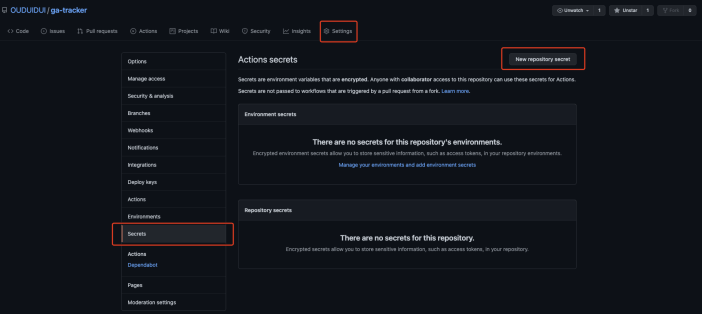 OUDUIDUI / ga-tracker
Unwatch 1 Unstar 1 Fork 0
Code Issues Pull requests Actions Projects Wiki Security Insights Settings
Options
Manage access
Security & analysis
Branches
Webhooks
Notifications
Integrations
Deploy keys
Actions
Environments
Secrets
Actions
Dependabot
Pages
Moderation settings
Actions secrets
New repository secret
Secrets are environment variables that are encrypted. Anyone with collaborator access to this repository can use these secrets for Actions.
Secrets are not passed to workflows that are triggered by a pull request from a fork. Learn more.
Environment secrets
There are no secrets for this repository's environments.
Encrypted environment secrets allow you to store sensitive information, such as access tokens, in your repository environments.
Manage your environments and add environment secrets
Repository secrets
There are no secrets for this repository.
Encrypted secrets allow you to store sensitive information, such as access tokens, in your repository.